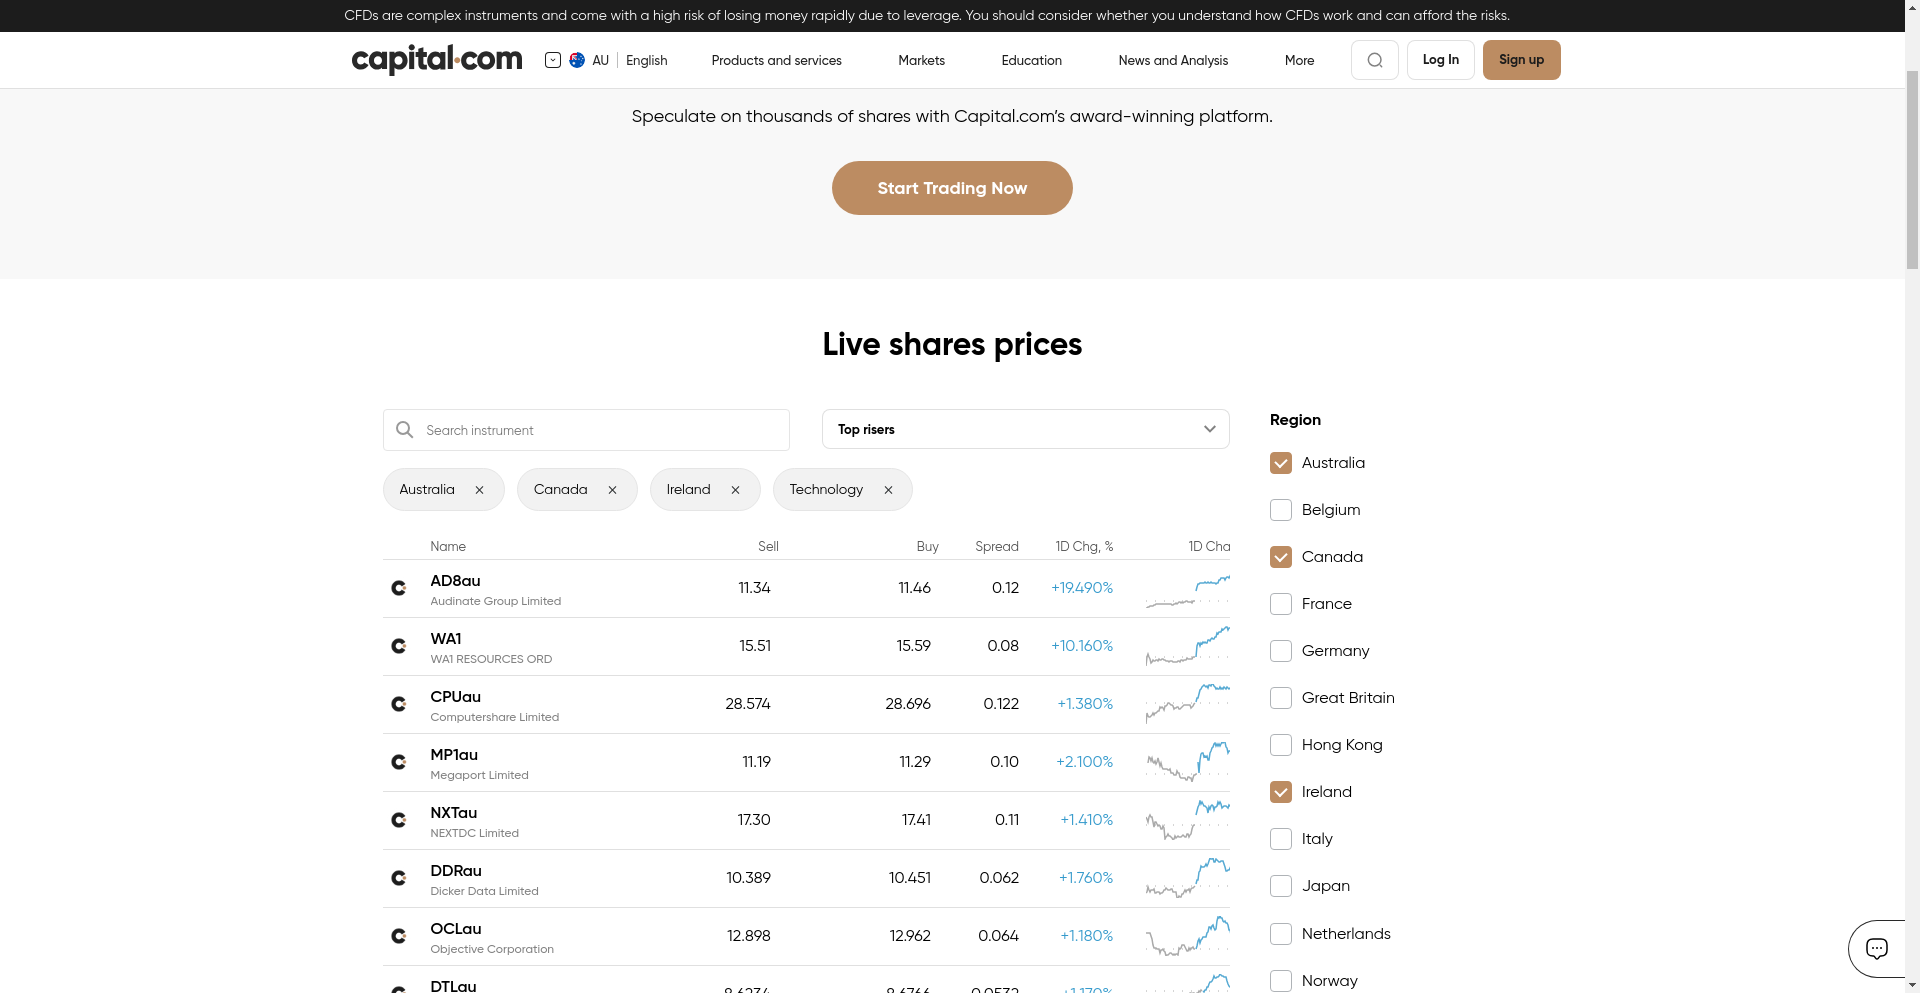 CFDs are complex instruments and come with a high risk of losing money rapidly due to leverage. You should consider whether you understand how CFDs work and can afford the risks.
capital.com AU English Products and services Markets Education News and Analysis More Log In Sign up
Speculate on thousands of shares with Capital.com’s award-winning platform.
Start Trading Now
Live shares prices
Search instrument
Top risers
Australia
Canada
Ireland
Technology
Name Sell Buy Spread 1D Chg, % 1D Cha
AD8au
Audinate Group Limited
11.34 11.46 0.12 +19.490%
WA1
WA1 RESOURCES ORD
15.51 15.59 0.08 +10.160%
CPUau
Computershare Limited
28.574 28.696 0.122 +1.380%
MP1au
Megaport Limited
11.19 11.29 0.10 +2.100%
NXTau
NEXTDC Limited
17.30 17.41 0.11 +1.410%
DDRau
Dicker Data Limited
10.389 10.451 0.062 +1.760%
OCLau
Objective Corporation
12.898 12.962 0.064 +1.180%
DTLau
8.6234 8.6766 0.0532 +1.170%
Region
Australia
Belgium
Canada
France
Germany
Great Britain
Hong Kong
Ireland
Italy
Japan
Netherlands
Norway